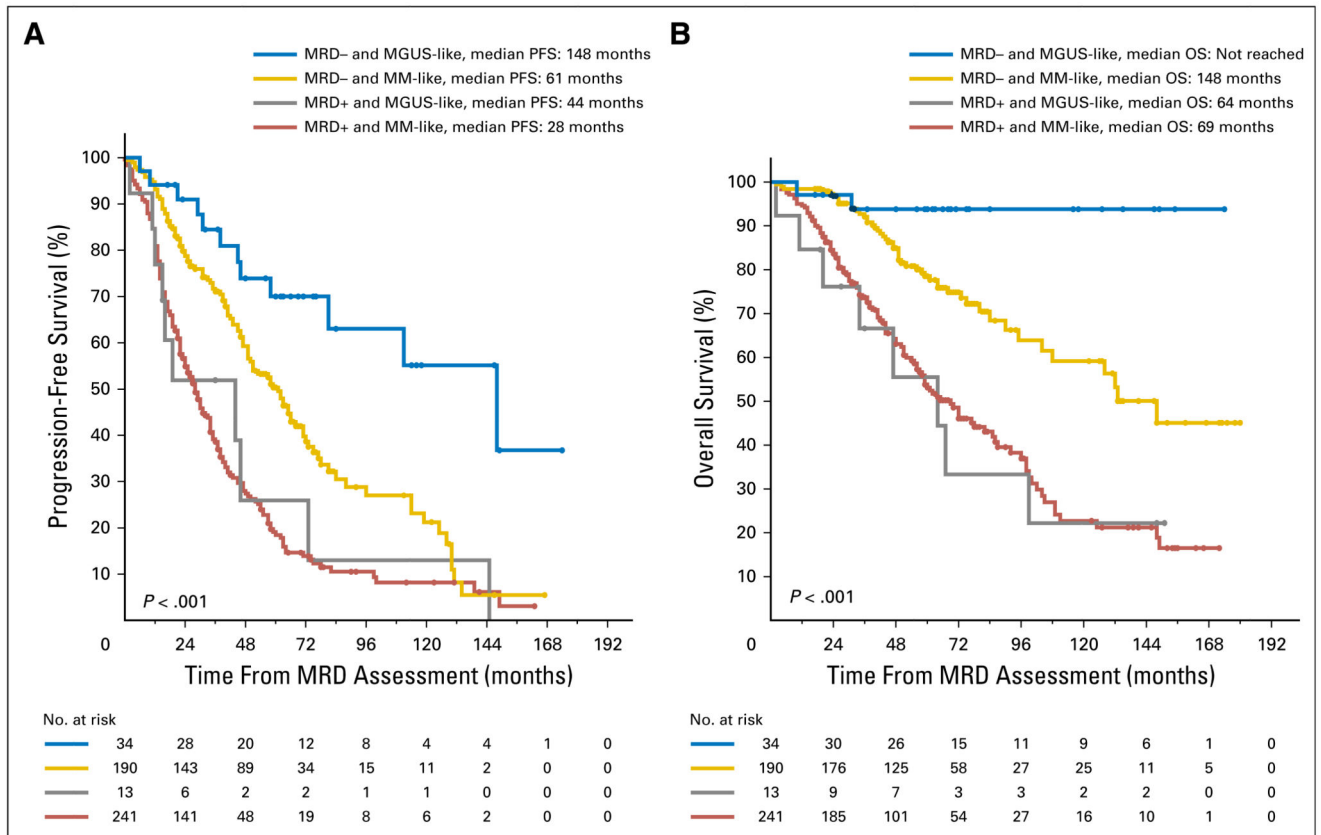 A
MRD– and MGUS-like, median PFS: 148 months
MRD– and MM-like, median PFS: 61 months
MRD+ and MGUS-like, median PFS: 44 months
MRD+ and MM-like, median PFS: 28 months
100
90
80
70
60
50
40
30
20
10
Progression-Free Survival (%)
P < .001
0 24 48 72 96 120 144 168 192
Time From MRD Assessment (months)
No. at risk
34 28 20 12 8 4 4 1 0
190 143 89 34 15 11 2 0 0
13 6 2 2 1 1 0 0 0
241 141 48 19 8 6 2 0 0
B
MRD– and MGUS-like, median OS: Not reached
MRD– and MM-like, median OS: 148 months
MRD+ and MGUS-like, median OS: 64 months
MRD+ and MM-like, median OS: 69 months
100
90
80
70
60
50
40
30
20
10
Overall Survival (%)
P < .001
0 24 48 72 96 120 144 168 192
Time From MRD Assessment (months)
No. at risk
34 30 26 15 11 9 6 1 0
190 176 125 58 27 25 11 5 0
13 9 7 3 3 2 2 0 0
241 185 101 54 27 16 10 1 0